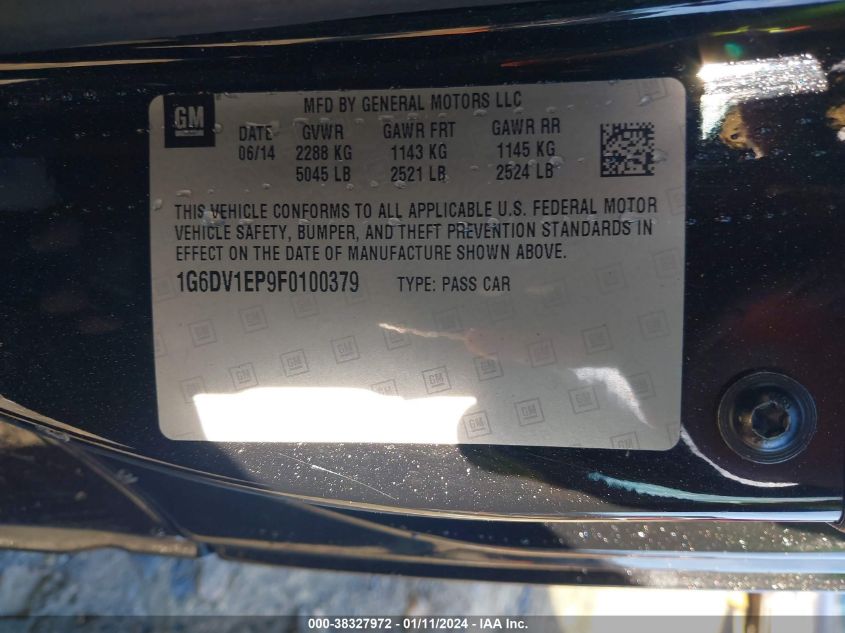 MFD BY GENERAL MOTORS LLC
GM
DATE GVWR GAWR FRT GAWR RR
06/14 2288 KG 1143 KG 1145 KG
5045 LB 2521 LB 2524 LB
THIS VEHICLE CONFORMS TO ALL APPLICABLE U.S. FEDERAL MOTOR
VEHICLE SAFETY, BUMPER, AND THEFT PREVENTION STANDARDS IN
EFFECT ON THE DATE OF MANUFACTURE SHOWN ABOVE.
1G6DV1EP9F0100379 TYPE: PASS CAR
000-38327972 - 01/11/2024 - IAA Inc.